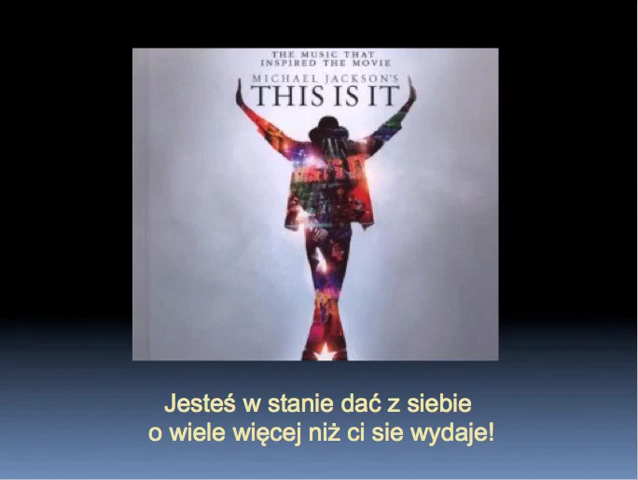 THE MUSIC THAT
INSPIRED THE MOVIE
MICHAEL JACKSON'S
THIS IS IT
Jesteś w stanie dać z siebie
o wiele więcej niż ci sie wydaje!